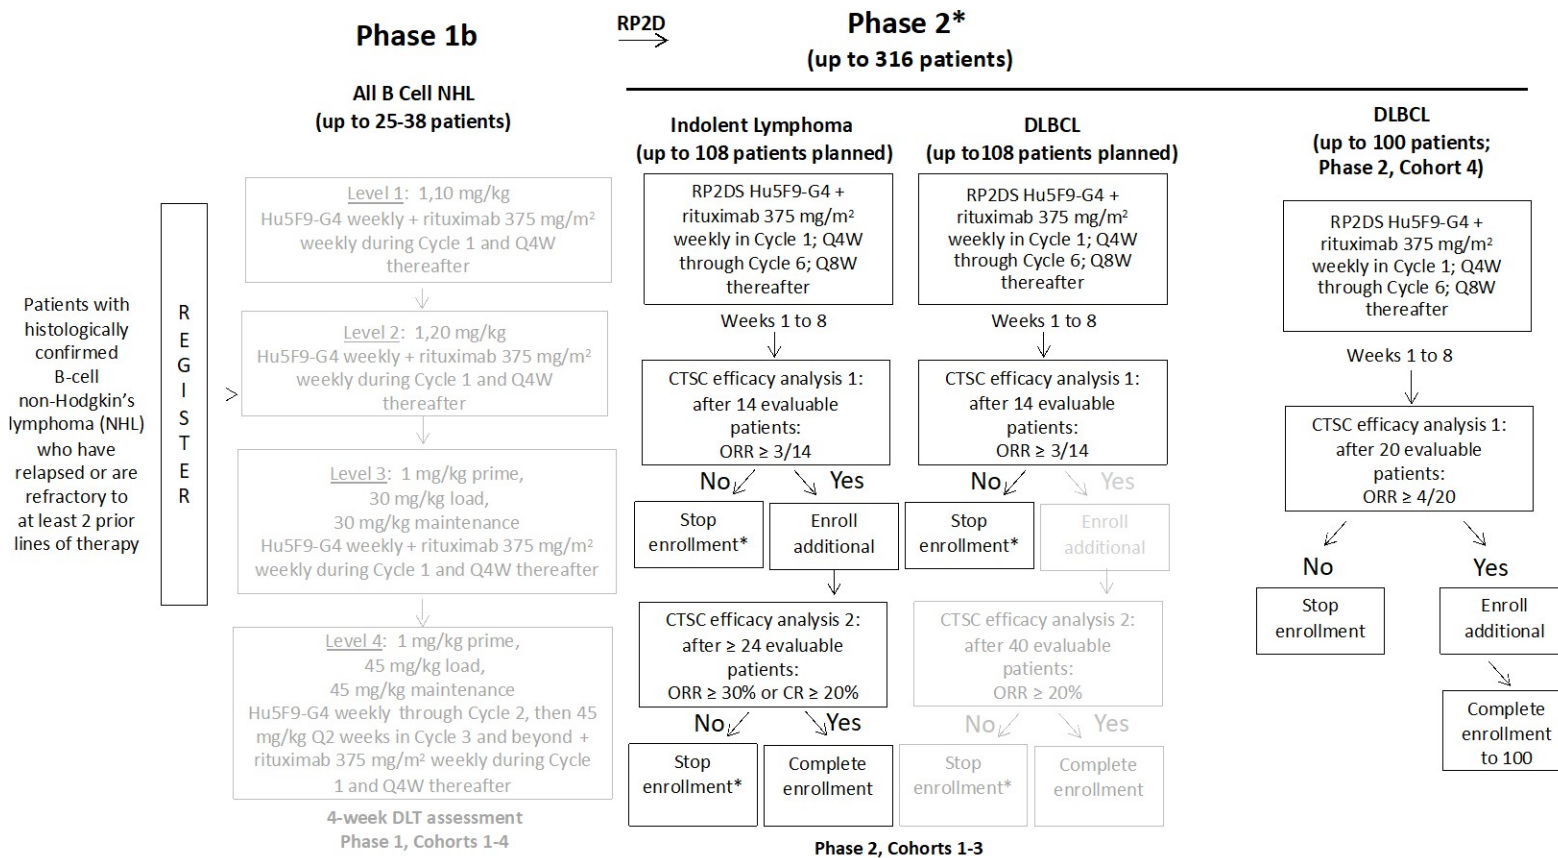 Phase 1b
RP2D
Phase 2*
(up to 316 patients)
All B Cell NHL
(up to 25-38 patients)
Indolent Lymphoma
(up to 108 patients planned)
DLBCL
(up to108 patients planned)
DLBCL
(up to 100 patients;
Phase 2, Cohort 4)
Patients with
histologically
confirmed
B-cell
non-Hodgkin's
lymphoma (NHL)
who have
relapsed or are
refractory to
at least 2 prior
lines of therapy
R
E
G
I
S
T
E
R
>
Level 1: 1,10 mg/kg
Hu5F9-G4 weekly + rituximab 375 mg/m²
weekly during Cycle 1 and Q4W
thereafter
Level 2: 1,20 mg/kg
Hu5F9-G4 weekly + rituximab 375 mg/m²
weekly during Cycle 1 and Q4W
thereafter
Level 3: 1 mg/kg prime,
30 mg/kg load,
30 mg/kg maintenance
Hu5F9-G4 weekly + rituximab 375 mg/m²
weekly during Cycle 1 and Q4W thereafter
Level 4: 1 mg/kg prime,
45 mg/kg load,
45 mg/kg maintenance
Hu5F9-G4 weekly through Cycle 2, then 45
mg/kg Q2 weeks in Cycle 3 and beyond +
rituximab 375 mg/m² weekly during Cycle
1 and Q4W thereafter
4-week DLT assessment
Phase 1, Cohorts 1-4
RP2DS Hu5F9-G4 +
rituximab 375 mg/m²
weekly in Cycle 1; Q4W
through Cycle 6; Q8W
thereafter
Weeks 1 to 8
CTSC efficacy analysis 1:
after 14 evaluable
patients:
ORR ≥ 3/14
No
Yes
Stop
enrollment*
Enroll
additional
CTSC efficacy analysis 2:
after ≥ 24 evaluable
patients:
ORR ≥ 30% or CR ≥ 20%
No
Yes
Stop
enrollment*
Complete
enrollment
RP2DS Hu5F9-G4 +
rituximab 375 mg/m²
weekly in Cycle 1; Q4W
through Cycle 6; Q8W
thereafter
Weeks 1 to 8
CTSC efficacy analysis 1:
after 14 evaluable
patients:
ORR ≥ 3/14
No
Yes
Stop
enrollment*
Enroll
additional
CTSC efficacy analysis 2:
after 40 evaluable
patients:
ORR ≥ 20%
No
Yes
Stop
enrollment*
Complete
enrollment
Phase 2, Cohorts 1-3
RP2DS Hu5F9-G4 +
rituximab 375 mg/m²
weekly in Cycle 1; Q4W
through Cycle 6; Q8W
thereafter
Weeks 1 to 8
CTSC efficacy analysis 1:
after 20 evaluable
patients:
ORR ≥ 4/20
No
Yes
Stop
enrollment
Enroll
additional
Complete
enrollment
to 100